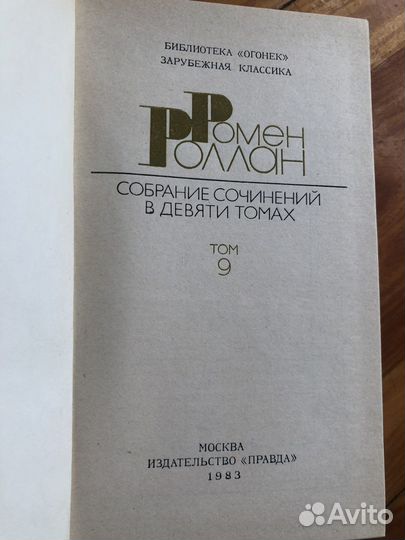 БИБЛИОТЕКА «ОГОНЕК»
ЗАРУБЕЖНАЯ КЛАССИКА
РОМЕН
РОЛЛАН
СОБРАНИЕ СОЧИНЕНИЙ
В ДЕВЯТИ ТОМАХ
ТОМ
9
МОСКВА
ИЗДАТЕЛЬСТВО «ПРАВДА»
1983
Avito